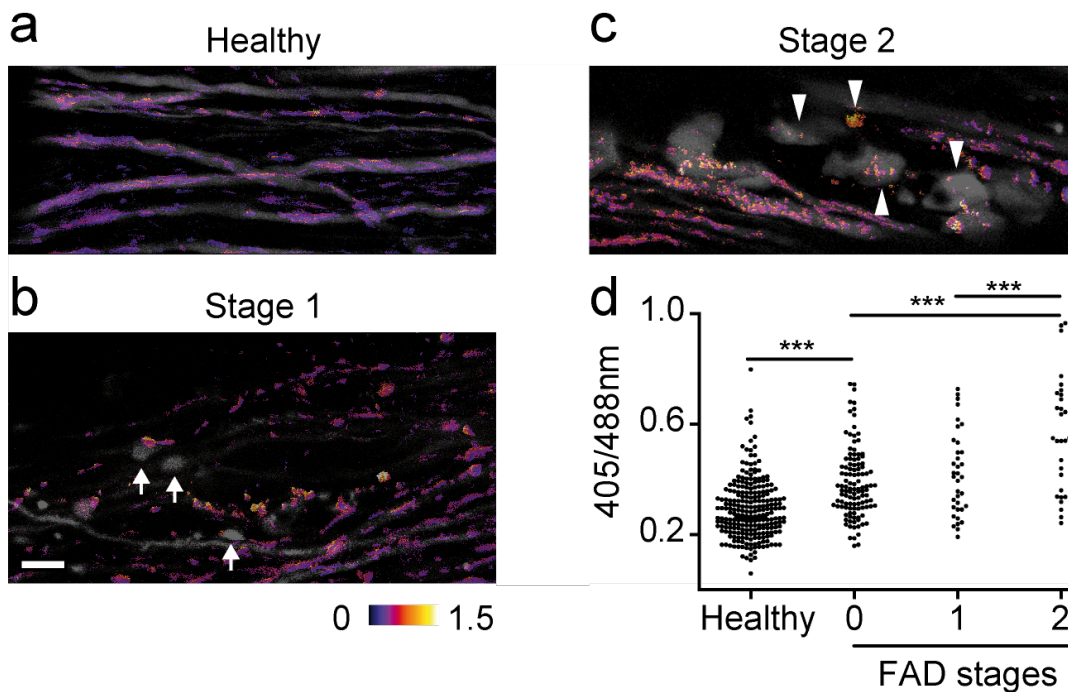 a
Healthy
b
Stage 1
0 1.5
c
Stage 2
d
***
***
***
1.0
0.6
0.2
405/488nm
Healthy 0 1 2
FAD stages